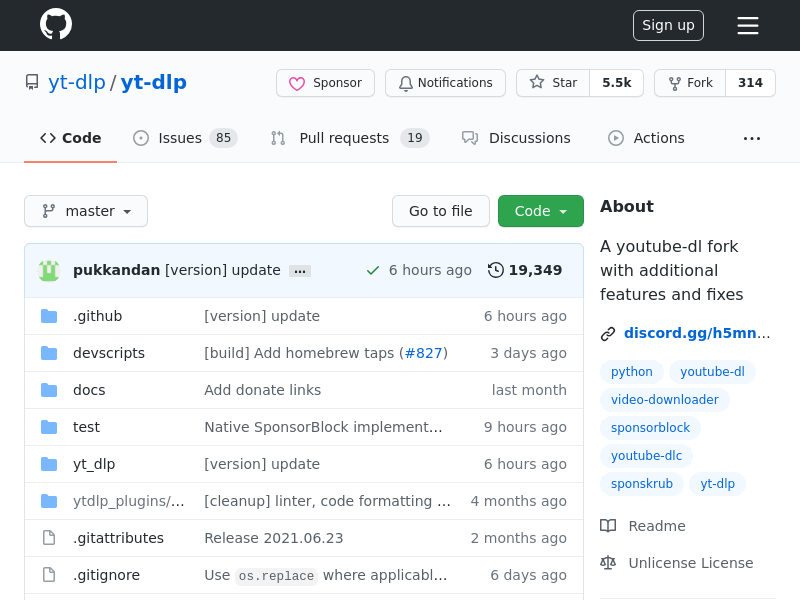 Sign up
yt-dlp / yt-dlp
Sponsor
Notifications
Star 5.5k
Fork 314
Code
Issues 85
Pull requests 19
Discussions
Actions
master
Go to file
Code
pukkandan [version] update ... 6 hours ago 19,349
.github [version] update 6 hours ago
devscripts [build] Add homebrew taps (#827) 3 days ago
docs Add donate links last month
test Native SponsorBlock implement… 9 hours ago
yt_dlp [version] update 6 hours ago
ytdlp_plugins/… [cleanup] linter, code formatting … 4 months ago
.gitattributes Release 2021.06.23 2 months ago
.gitignore Use os.replace where applicabl… 6 days ago
About
A youtube-dl fork
with additional
features and fixes
discord.gg/h5mn…
python youtube-dl
video-downloader
sponsorblock
youtube-dlc
sponskrub yt-dlp
Readme
Unlicense License